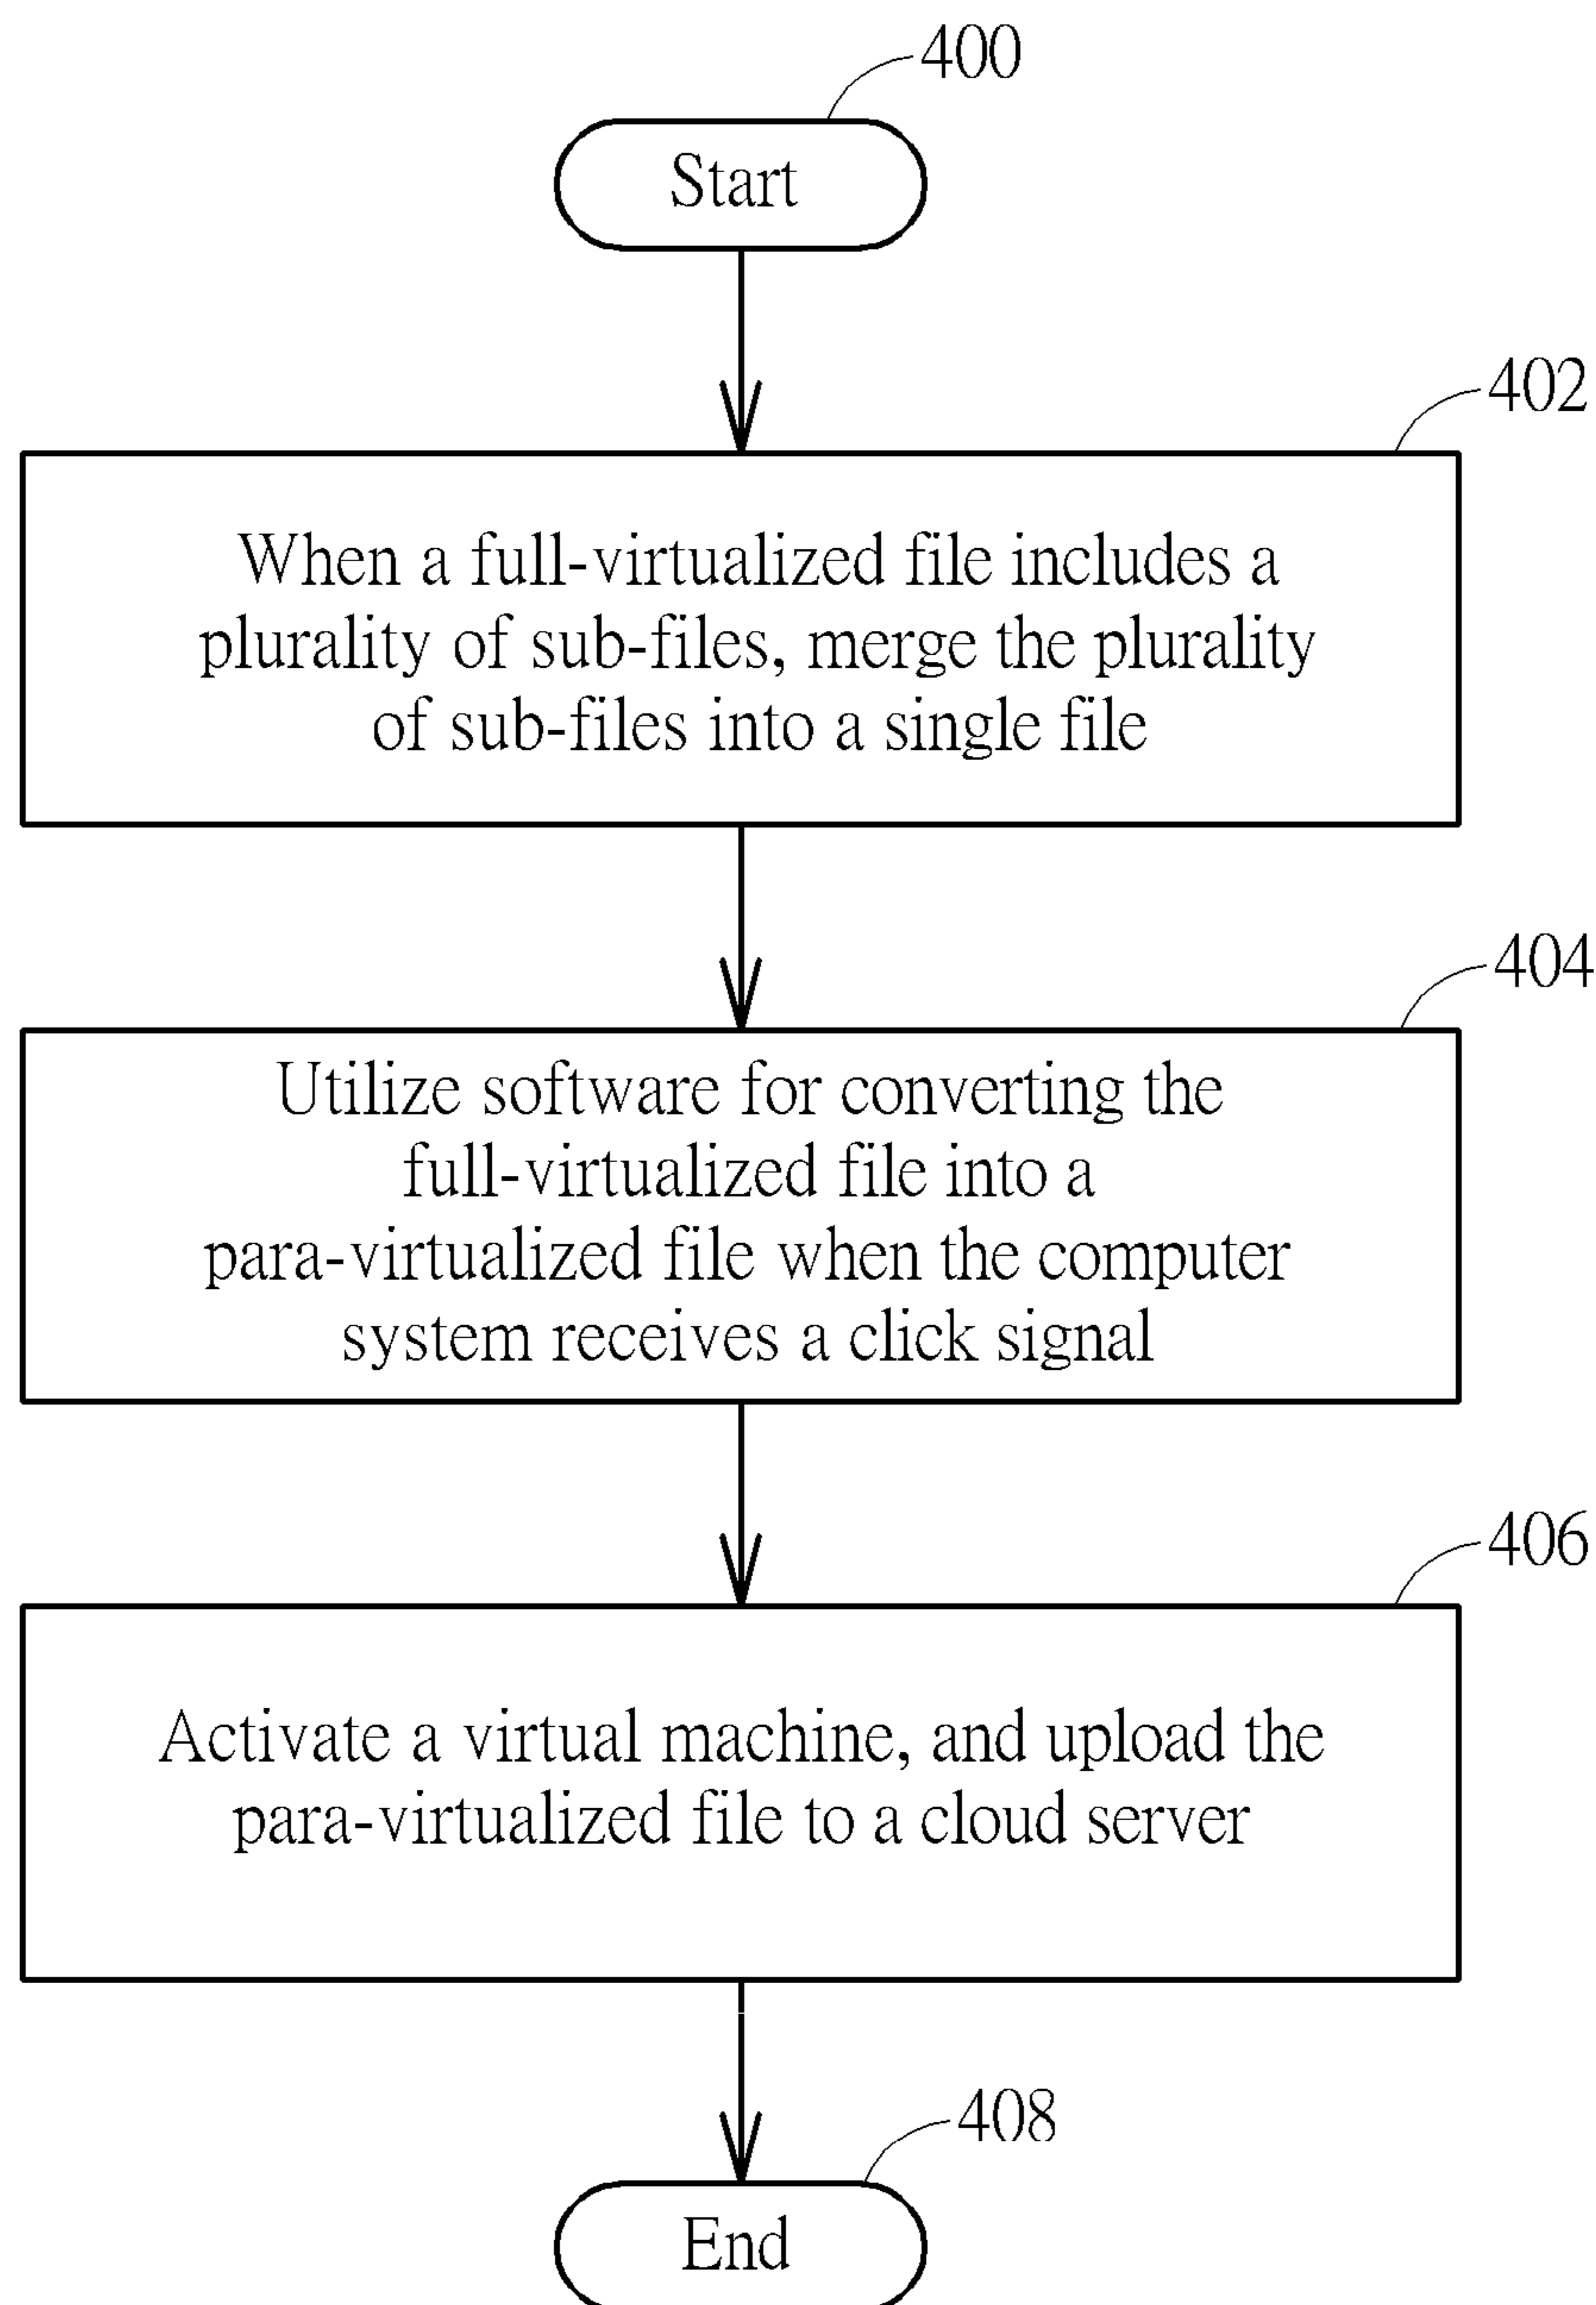 400
Start
402
When a full-virtualized file includes a
plurality of sub-files, merge the plurality
of sub-files into a single file
404
Utilize software for converting the
full-virtualized file into a
para-virtualized file when the computer
system receives a click signal
406
Activate a virtual machine, and upload the
para-virtualized file to a cloud server
408
End